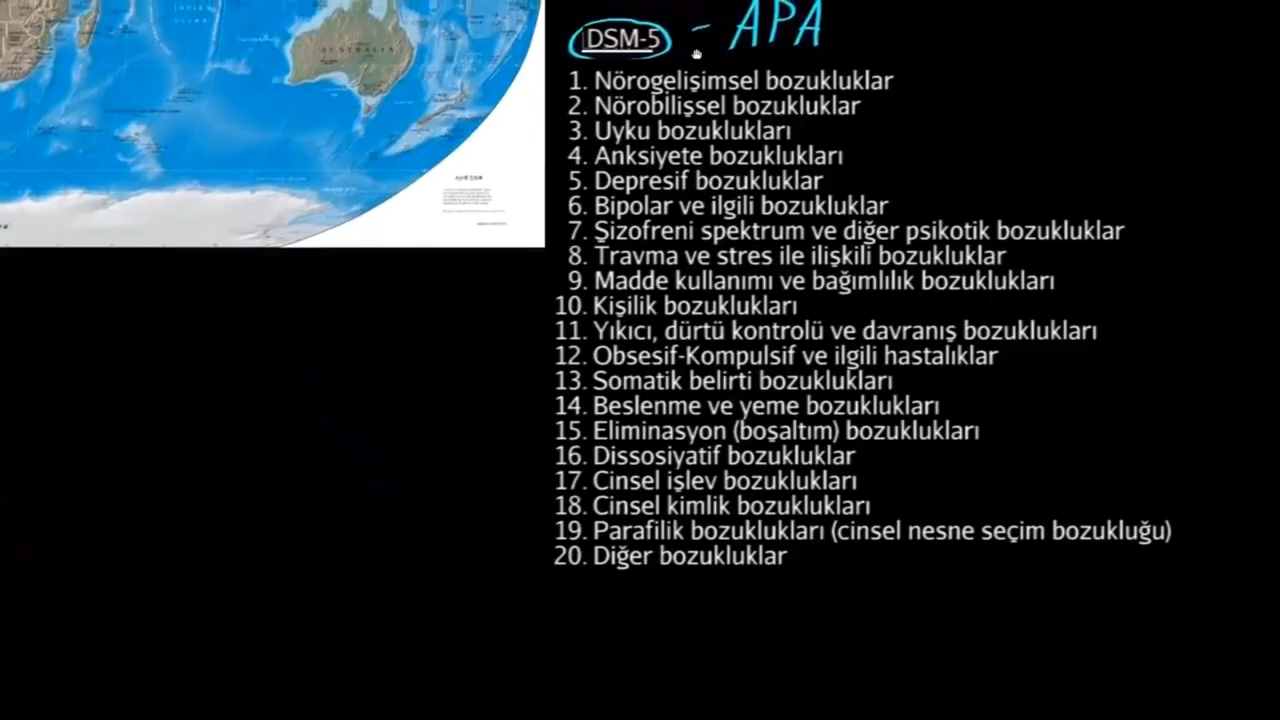 INDIAN
OCEAN
AUSTRALIA
DSM-5 - APA
1. Nörogelişimsel bozukluklar
2. Nörobilişsel bozukluklar
3. Uyku bozuklukları
4. Anksiyete bozuklukları
5. Depresif bozukluklar
6. Bipolar ve ilgili bozukluklar
7. Şizofreni spektrum ve diğer psikotik bozukluklar
8. Travma ve stres ile ilişkili bozukluklar
9. Madde kullanımı ve bağımlılık bozuklukları
10. Kişilik bozuklukları
11. Yıkıcı, dürtü kontrolü ve davranış bozuklukları
12. Obsesif-Kompulsif ve ilgili hastalıklar
13. Somatik belirti bozuklukları
14. Beslenme ve yeme bozuklukları
15. Eliminasyon (boşaltım) bozuklukları
16. Dissosiyatif bozukluklar
17. Cinsel işlev bozuklukları
18. Cinsel kimlik bozuklukları
19. Parafilik bozuklukları (cinsel nesne seçim bozukluğu)
20. Diğer bozukluklar